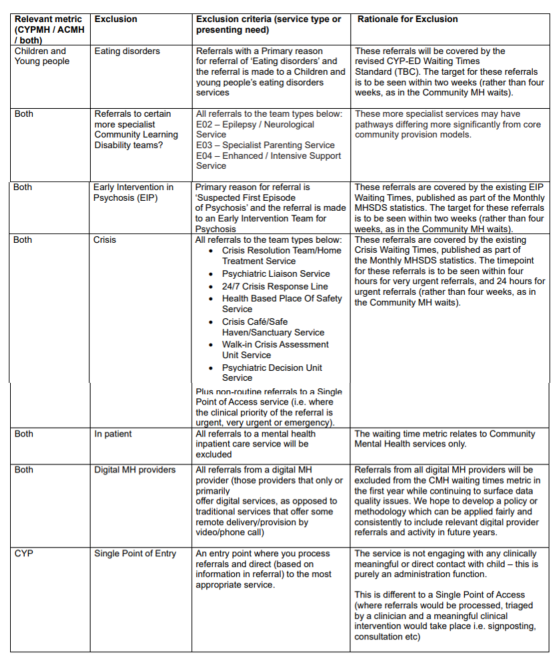 Relevant metric
(CYPMH / ACMH
/ both)
Exclusion
Exclusion criteria (service type or
presenting need)
Rationale for Exclusion
Children and
Young people
Eating disorders
Referrals with a Primary reason
for referral of 'Eating disorders' and
the referral is made to a Children and
young people's eating disorders
services
These referrals will be covered by the
revised CYP-ED Waiting Times
Standard (TBC). The target for these referrals
is to be seen within two weeks (rather than four
weeks, as in the Community MH waits).
Both
Referrals to certain
more specialist
Community Learning
Disability teams?
All referrals to the team types below:
E02 – Epilepsy / Neurological
Service
E03 – Specialist Parenting Service
E04 – Enhanced / Intensive Support
Service
These more specialist services may have
pathways differing more significantly from core
community provision models.
Both
Early Intervention in
Psychosis (EIP)
Primary reason for referral is
'Suspected First Episode
of Psychosis' and the referral is made
to an Early Intervention Team for
Psychosis
These referrals are covered by the existing EIP
Waiting Times, published as part of the Monthly
MHSDS statistics. The target for these referrals
is to be seen within two weeks (rather than four
weeks, as in the Community MH waits).
Both
Crisis
All referrals to the team types below:
• Crisis Resolution Team/Home
Treatment Service
• Psychiatric Liaison Service
• 24/7 Crisis Response Line
• Health Based Place Of Safety
Service
• Crisis Café/Safe
Haven/Sanctuary Service
• Walk-in Crisis Assessment
Unit Service
• Psychiatric Decision Unit
Service
Plus non-routine referrals to a Single
Point of Access service (i.e. where
the clinical priority of the referral is
urgent, very urgent or emergency).
These referrals are covered by the existing
Crisis Waiting Times, published as part of
the Monthly MHSDS statistics. The timepoint
for these referrals is to be seen within four
hours for very urgent referrals, and 24 hours for
urgent referrals (rather than four weeks, as in
the Community MH waits).
Both
In patient
All referrals to a mental health
inpatient care service will be
excluded
The waiting time metric relates to Community
Mental Health services only.
Both
Digital MH providers
All referrals from a digital MH
provider (those providers that only or
primarily
offer digital services, as opposed to
traditional services that offer some
remote delivery/provision by
video/phone call)
Referrals from all digital MH providers will be
excluded from the CMH waiting times metric in
the first year while continuing to surface data
quality issues. We hope to develop a policy or
methodology which can be applied fairly and
consistently to include relevant digital provider
referrals and activity in future years.
CYP
Single Point of Entry
An entry point where you process
referrals and direct (based on
information in referral) to the most
appropriate service.
The service is not engaging with any clinically
meaningful or direct contact with child – this is
purely an administration function.
This is different to a Single Point of Access
(where referrals would be processed, triaged
by a clinician and a meaningful clinical
intervention would take place i.e. signposting,
consultation etc)